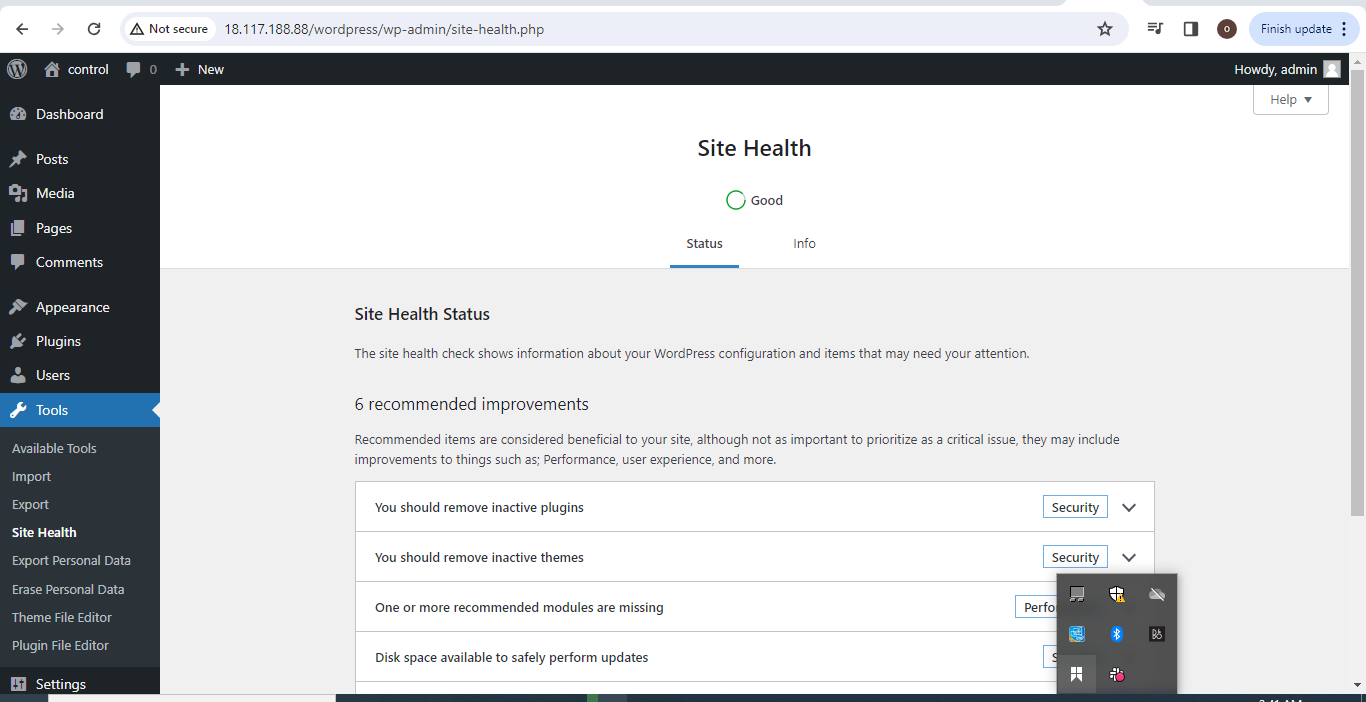 Not secure 18.117.188.88/wordpress/wp-admin/site-health.php
Finish update
control 0 New
Howdy, admin
Help
Dashboard
Posts
Media
Pages
Comments
Appearance
Plugins
Users
Tools
Available Tools
Import
Export
Site Health
Export Personal Data
Erase Personal Data
Theme File Editor
Plugin File Editor
Settings
Site Health
Good
Status Info
Site Health Status
The site health check shows information about your WordPress configuration and items that may need your attention.
6 recommended improvements
Recommended items are considered beneficial to your site, although not as important to prioritize as a critical issue, they may include
improvements to things such as; Performance, user experience, and more.
You should remove inactive plugins Security
You should remove inactive themes Security
One or more recommended modules are missing Perfo
Disk space available to safely perform updates S